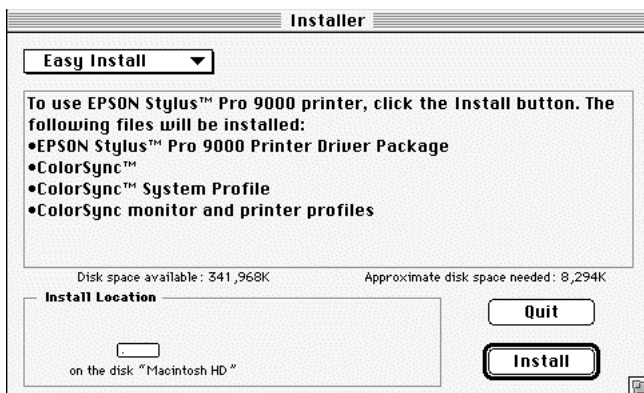 Installer
Easy Install
To use EPSON Stylus™ Pro 9000 printer, click the Install button. The
following files will be installed:
•EPSON Stylus™ Pro 9000 Printer Driver Package
•ColorSync™
•ColorSync™ System Profile
•ColorSync monitor and printer profiles
Disk space available: 341,968K
Approximate disk space needed: 8,294K
Install Location
on the disk “Macintosh HD”
Quit
Install